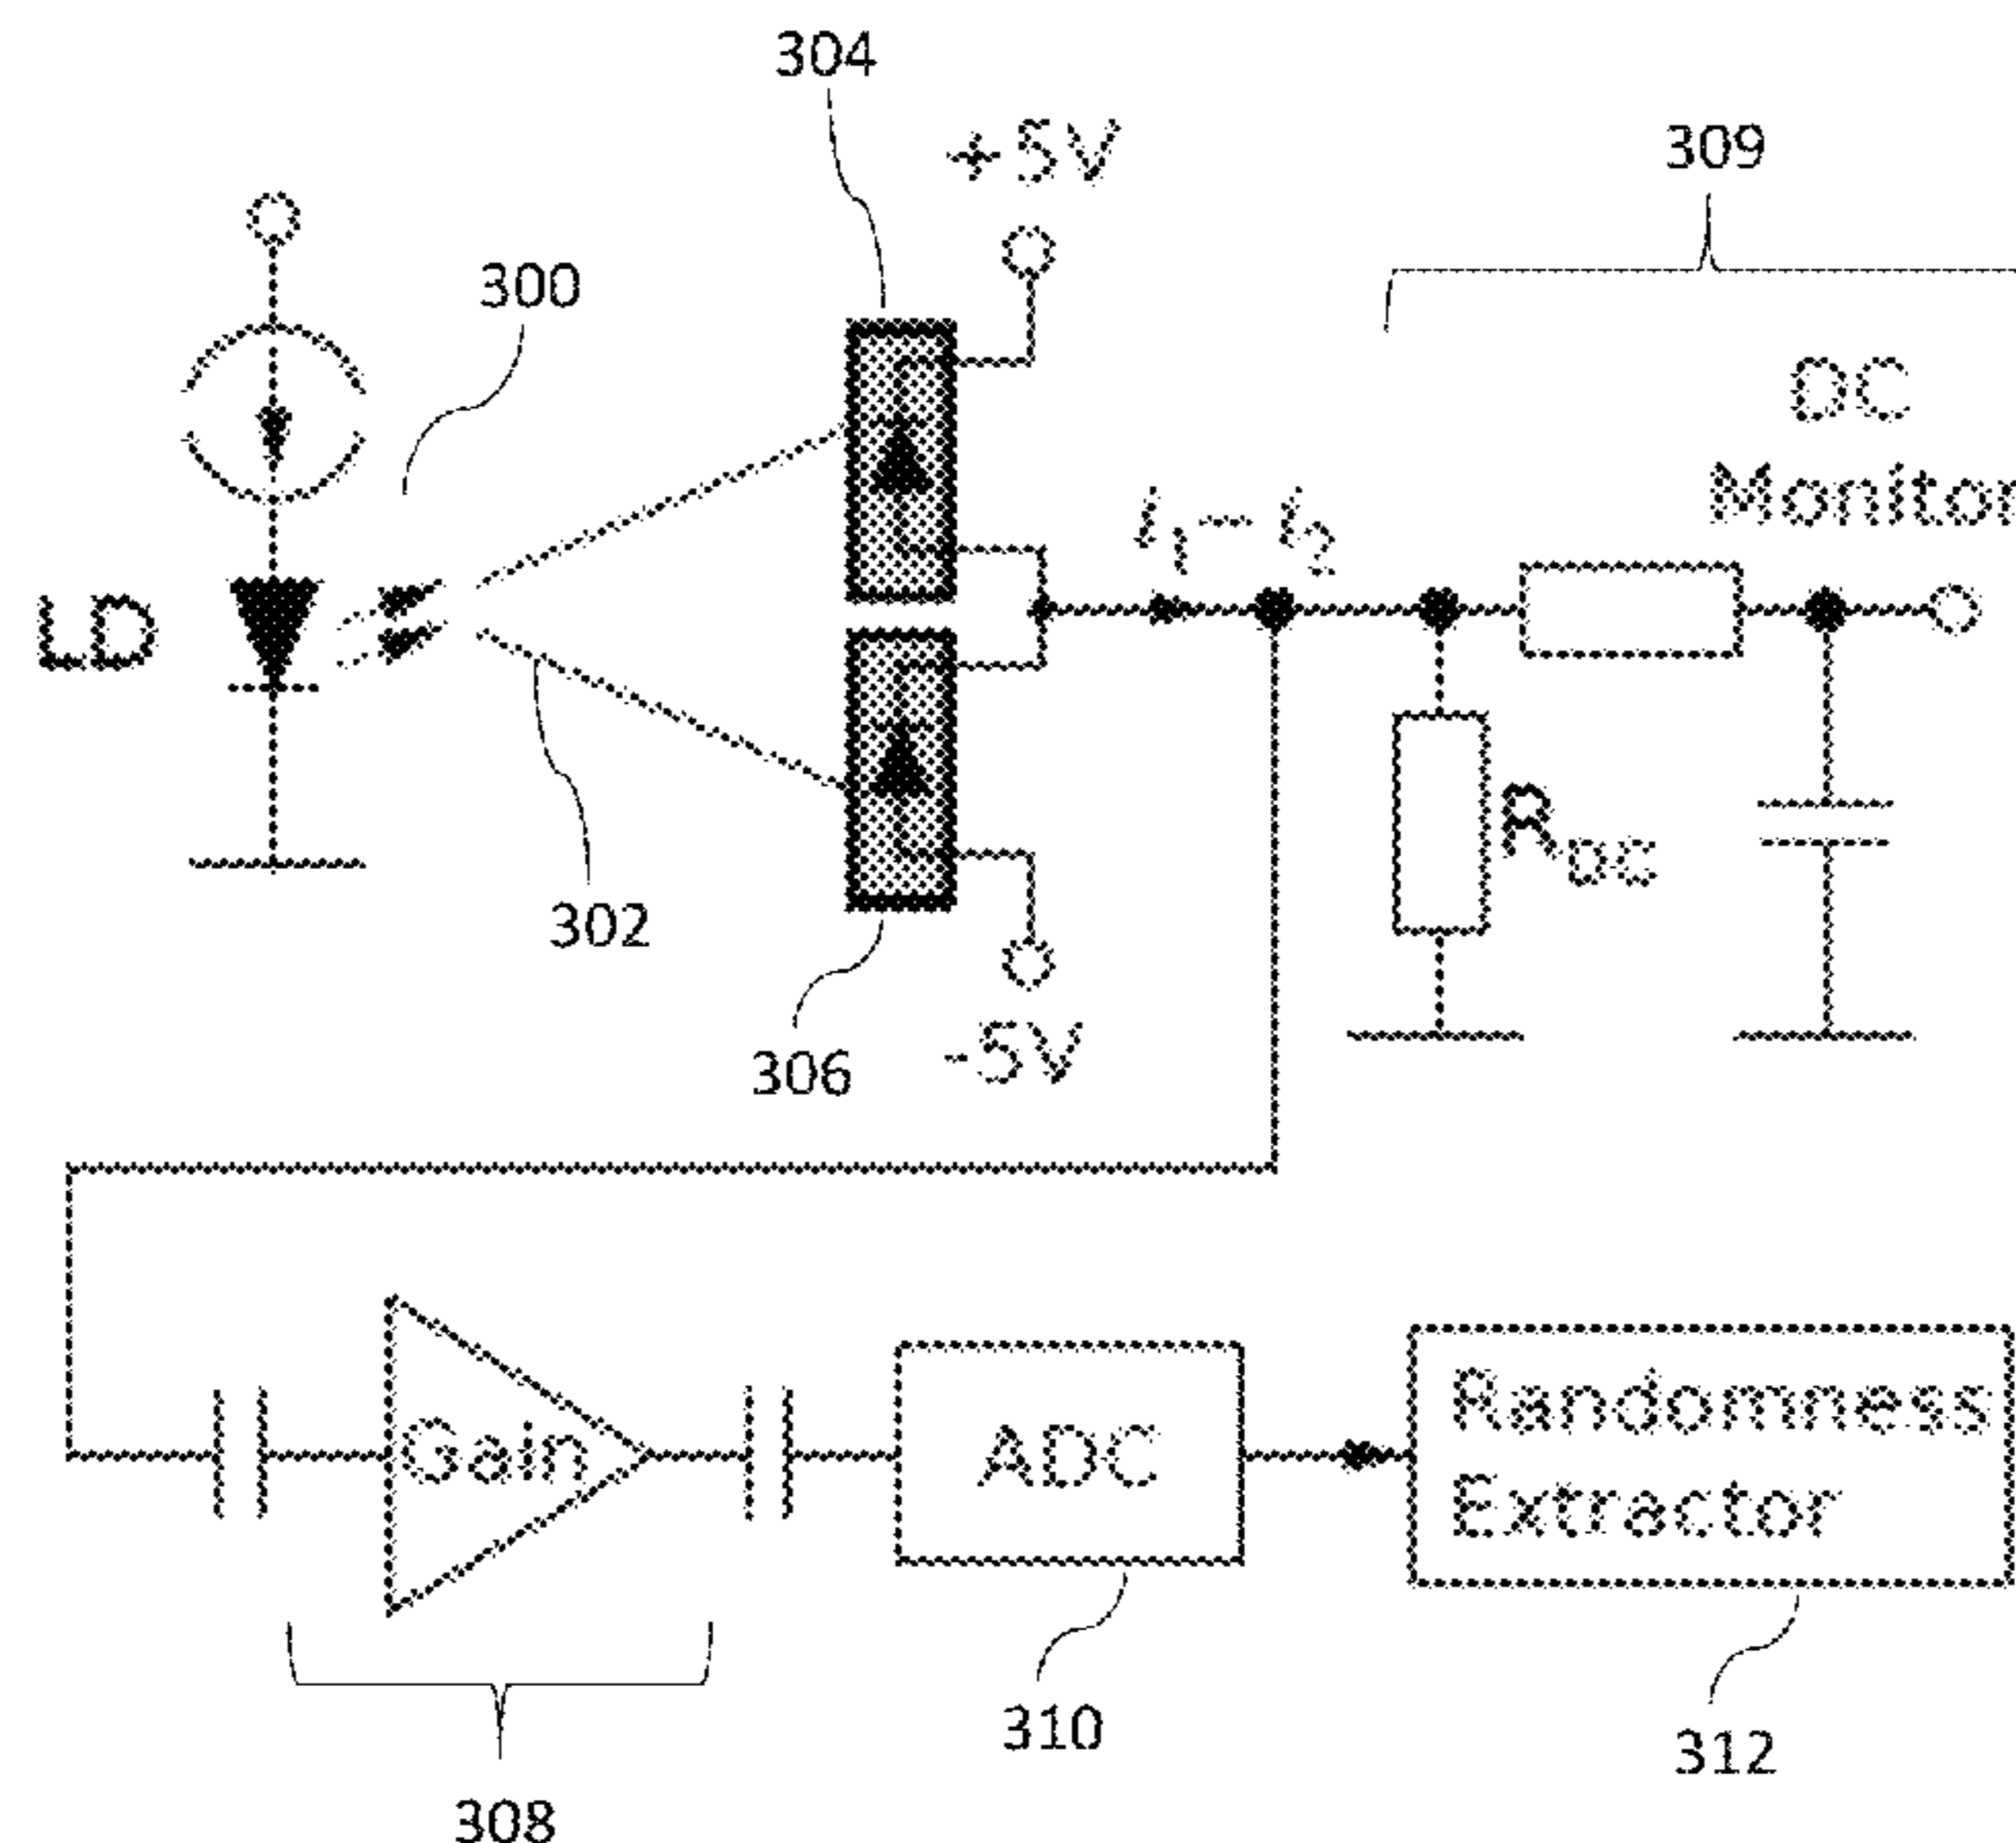 304
+5V
309
300
DC
Monitor
I₁− I₂
LD
R_DC
302
306
-5V
Gain
ADC
Randomness
Extractor
310
312
308